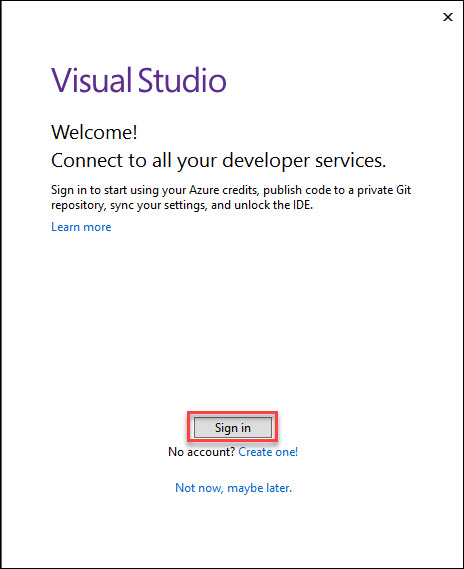 Visual Studio
Welcome!
Connect to all your developer services.
Sign in to start using your Azure credits, publish code to a private Git
repository, sync your settings, and unlock the IDE.
Learn more
Sign in
No account? Create one!
Not now, maybe later.